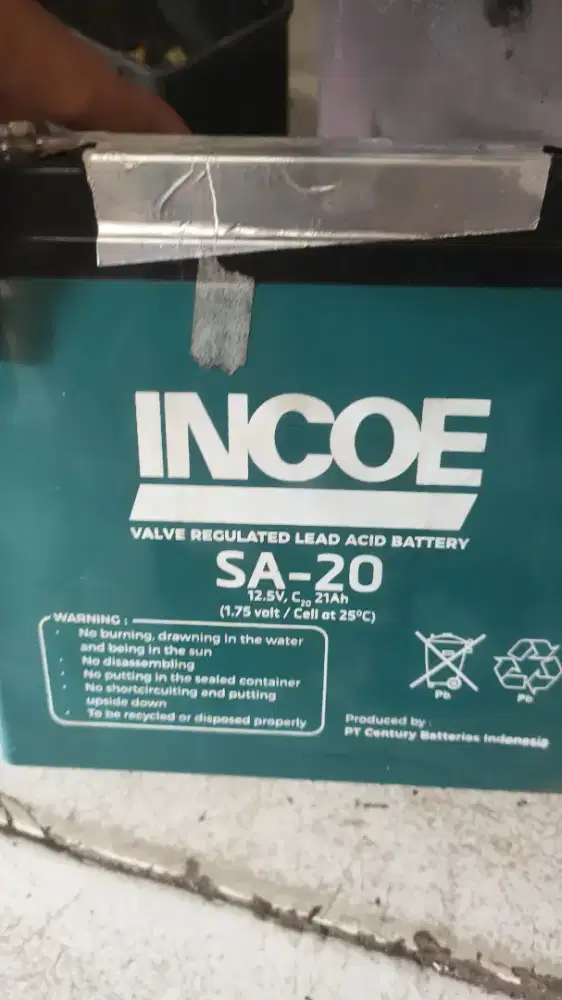 INCOE
VALVE REGULATED LEAD ACID BATTERY
SA-20
12.5V, C20 21Ah
(1.75 volt / Cell at 25°C)
WARNING :
• No burning, drawning in the water
and being in the sun
• No disassembling
• No putting in the sealed container
• No shortcircuiting and putting
upside down
• To be recycled or disposed properly
Pb
Pb
Produced by :
PT Century Batteries Indonesia